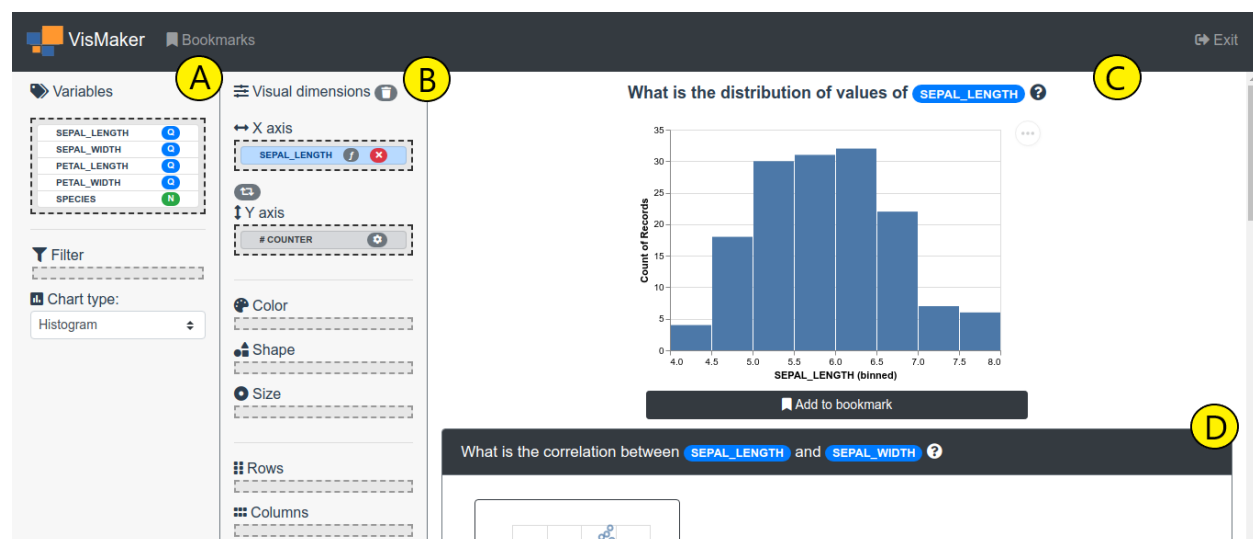 VisMaker Bookmarks Exit
A
B
C
Variables
SEPAL_LENGTH Q
SEPAL_WIDTH Q
PETAL_LENGTH Q
PETAL_WIDTH Q
SPECIES N
Filter
Chart type:
Histogram
Visual dimensions
X axis
SEPAL_LENGTH f
Y axis
# COUNTER
Color
Shape
Size
Rows
Columns
What is the distribution of values of SEPAL_LENGTH ?
35
30
25
20
15
10
5
0
Count of Records
4.0 4.5 5.0 5.5 6.0 6.5 7.0 7.5 8.0
SEPAL_LENGTH (binned)
Add to bookmark
D
What is the correlation between SEPAL_LENGTH and SEPAL_WIDTH ?